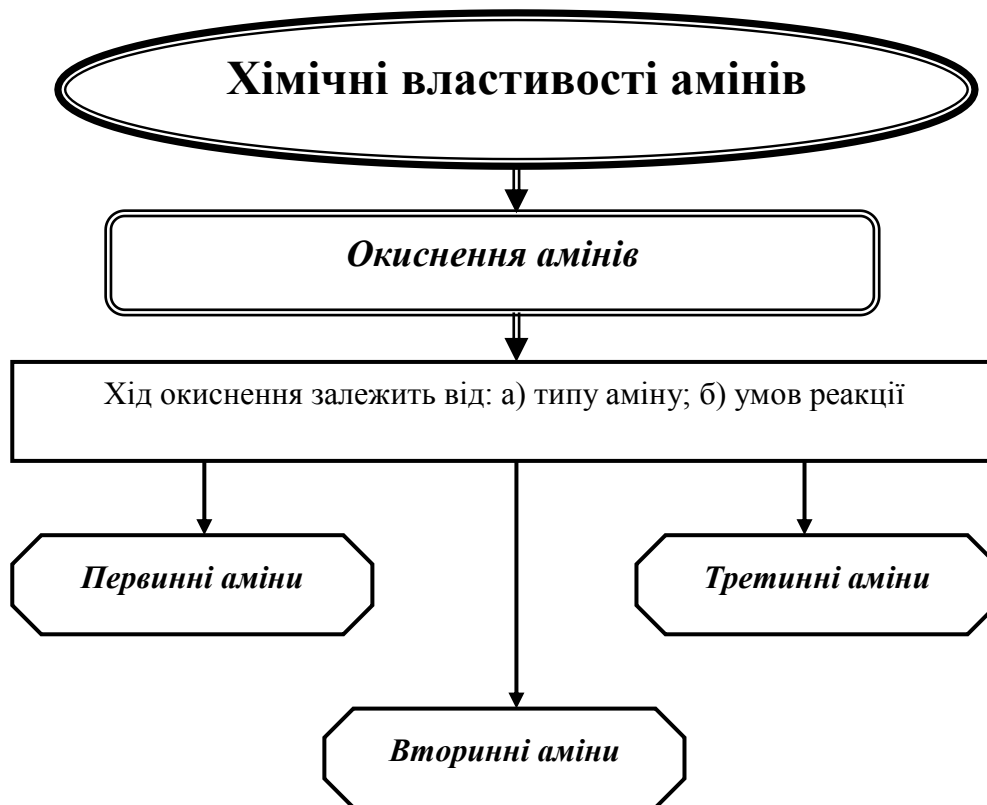 Хімічні властивості амінів
Окиснення амінів
Хід окиснення залежить від: а) типу аміну; б) умов реакції
Первинні аміни
Третинні аміни
Вторинні аміни